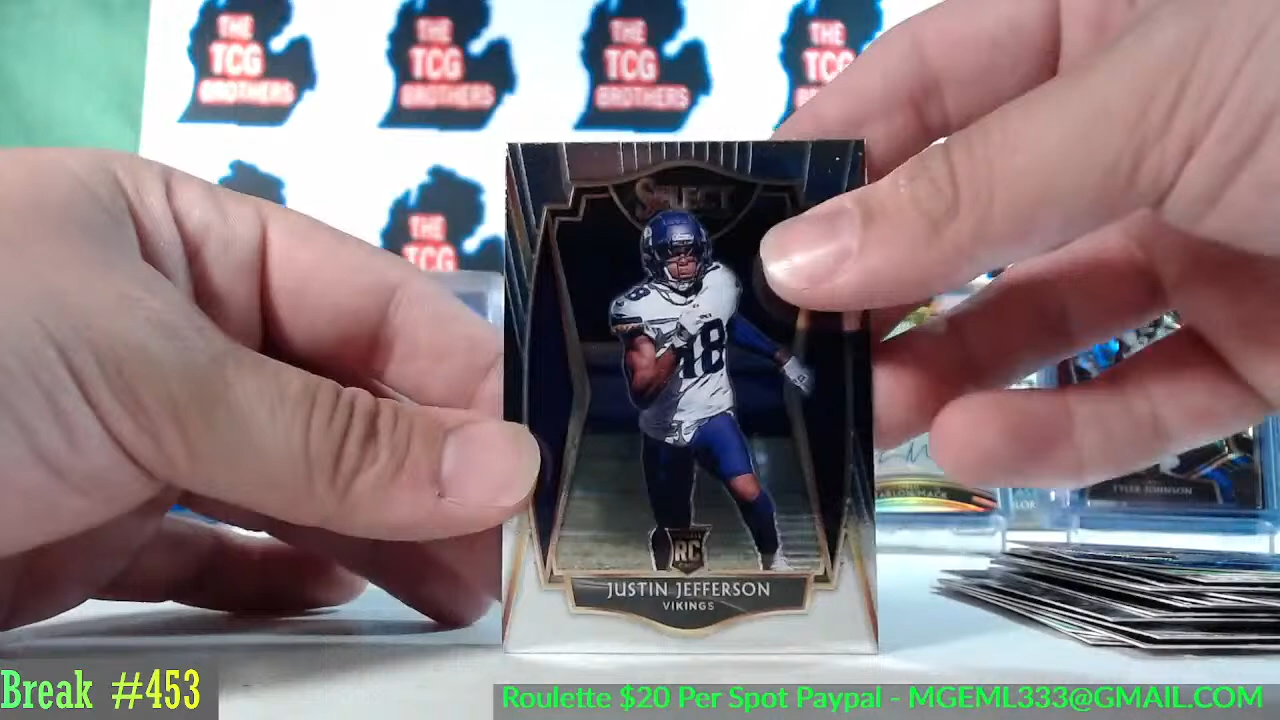 THE
TCG
BROTHERS
THE
TCG
BROTHERS
THE
TCG
BROTHERS
THE
TCG
THE
TCG
SELECT
18
18
RC
JUSTIN JEFFERSON
VIKINGS
TYLER JOHNSON
Break #453
Roulette $20 Per Spot Paypal - MGEML333@GMAIL.COM